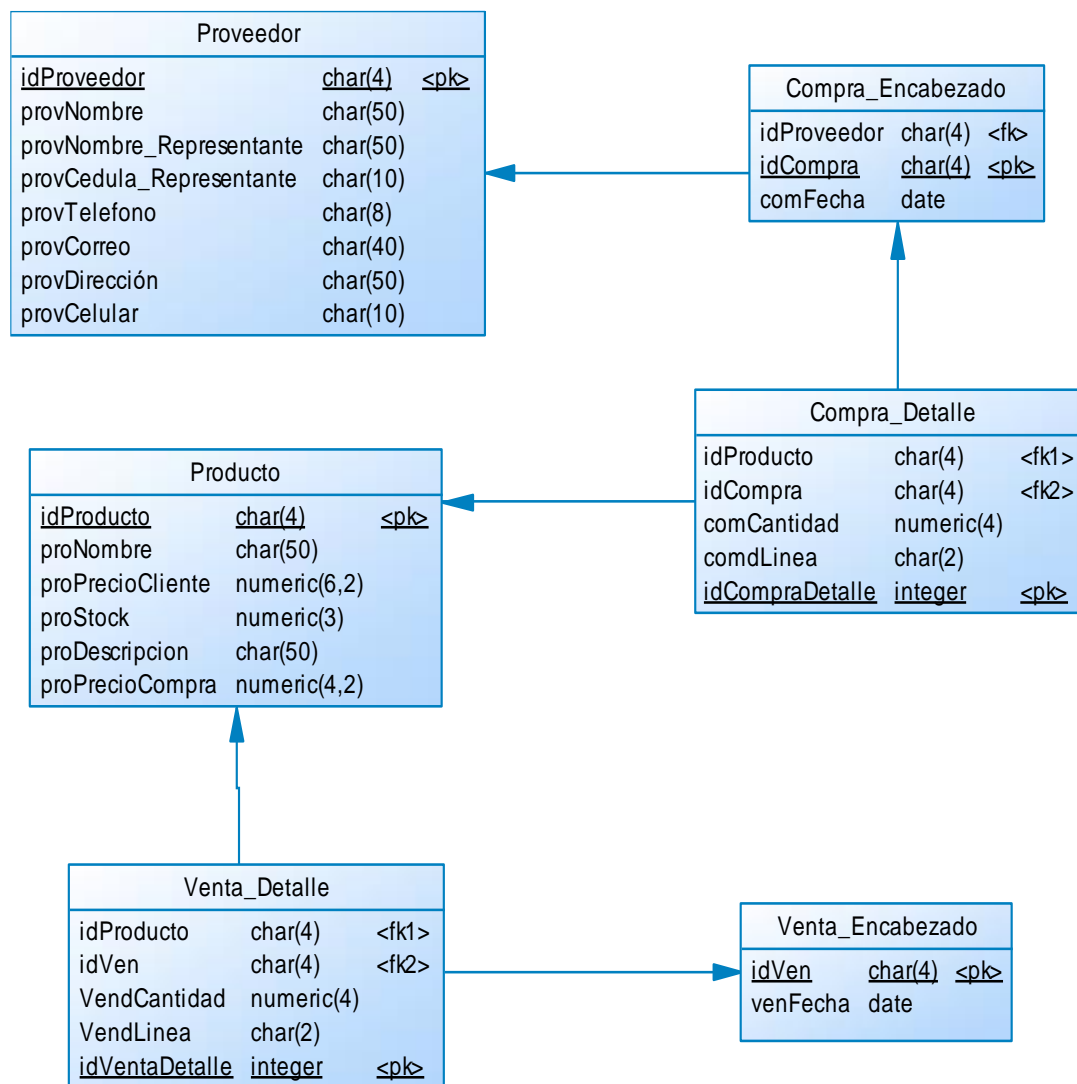 Proveedor
idProveedor char(4) <pk>
provNombre char(50)
provNombre_Representante char(50)
provCedula_Representante char(10)
provTelefono char(8)
provCorreo char(40)
provDirección char(50)
provCelular char(10)
Compra_Encabezado
idProveedor char(4) <fk>
idCompra char(4) <pk>
comFecha date
Compra_Detalle
idProducto char(4) <fk1>
idCompra char(4) <fk2>
comCantidad numeric(4)
comdLinea char(2)
idCompraDetalle integer <pk>
Producto
idProducto char(4) <pk>
proNombre char(50)
proPrecioCliente numeric(6,2)
proStock numeric(3)
proDescripcion char(50)
proPrecioCompra numeric(4,2)
Venta_Detalle
idProducto char(4) <fk1>
idVen char(4) <fk2>
VendCantidad numeric(4)
VendLinea char(2)
idVentaDetalle integer <pk>
Venta_Encabezado
idVen char(4) <pk>
venFecha date